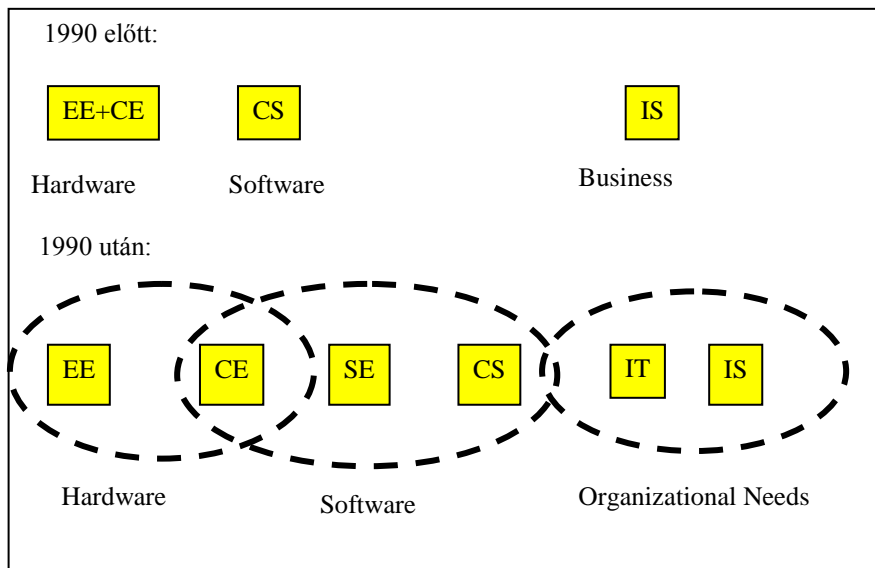 1990 előtt:
EE+CE CS IS
Hardware Software Business
1990 után:
EE CE SE CS IT IS
Hardware Software Organizational Needs